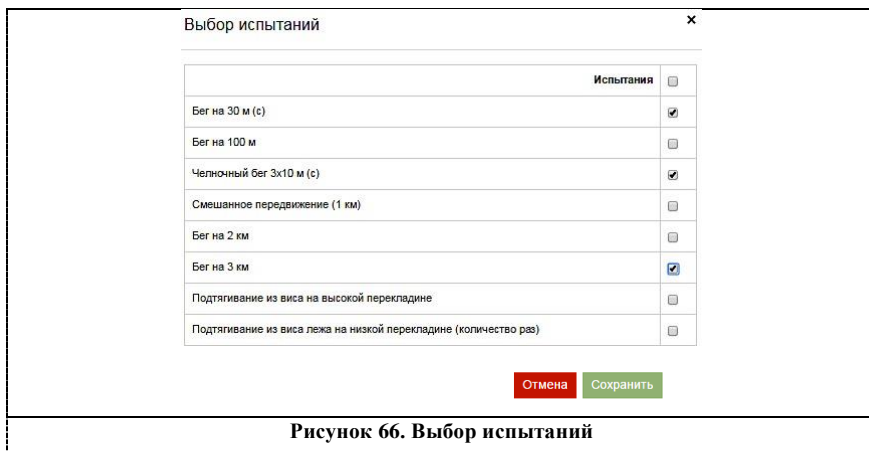 Выбор испытаний ×
Испытания
Бег на 30 м (с)
Бег на 100 м
Челночный бег 3x10 м (с)
Смешанное передвижение (1 км)
Бег на 2 км
Бег на 3 км
Подтягивание из виса на высокой перекладине
Подтягивание из виса лежа на низкой перекладине (количество раз)
Отмена Сохранить
Рисунок 66. Выбор испытаний